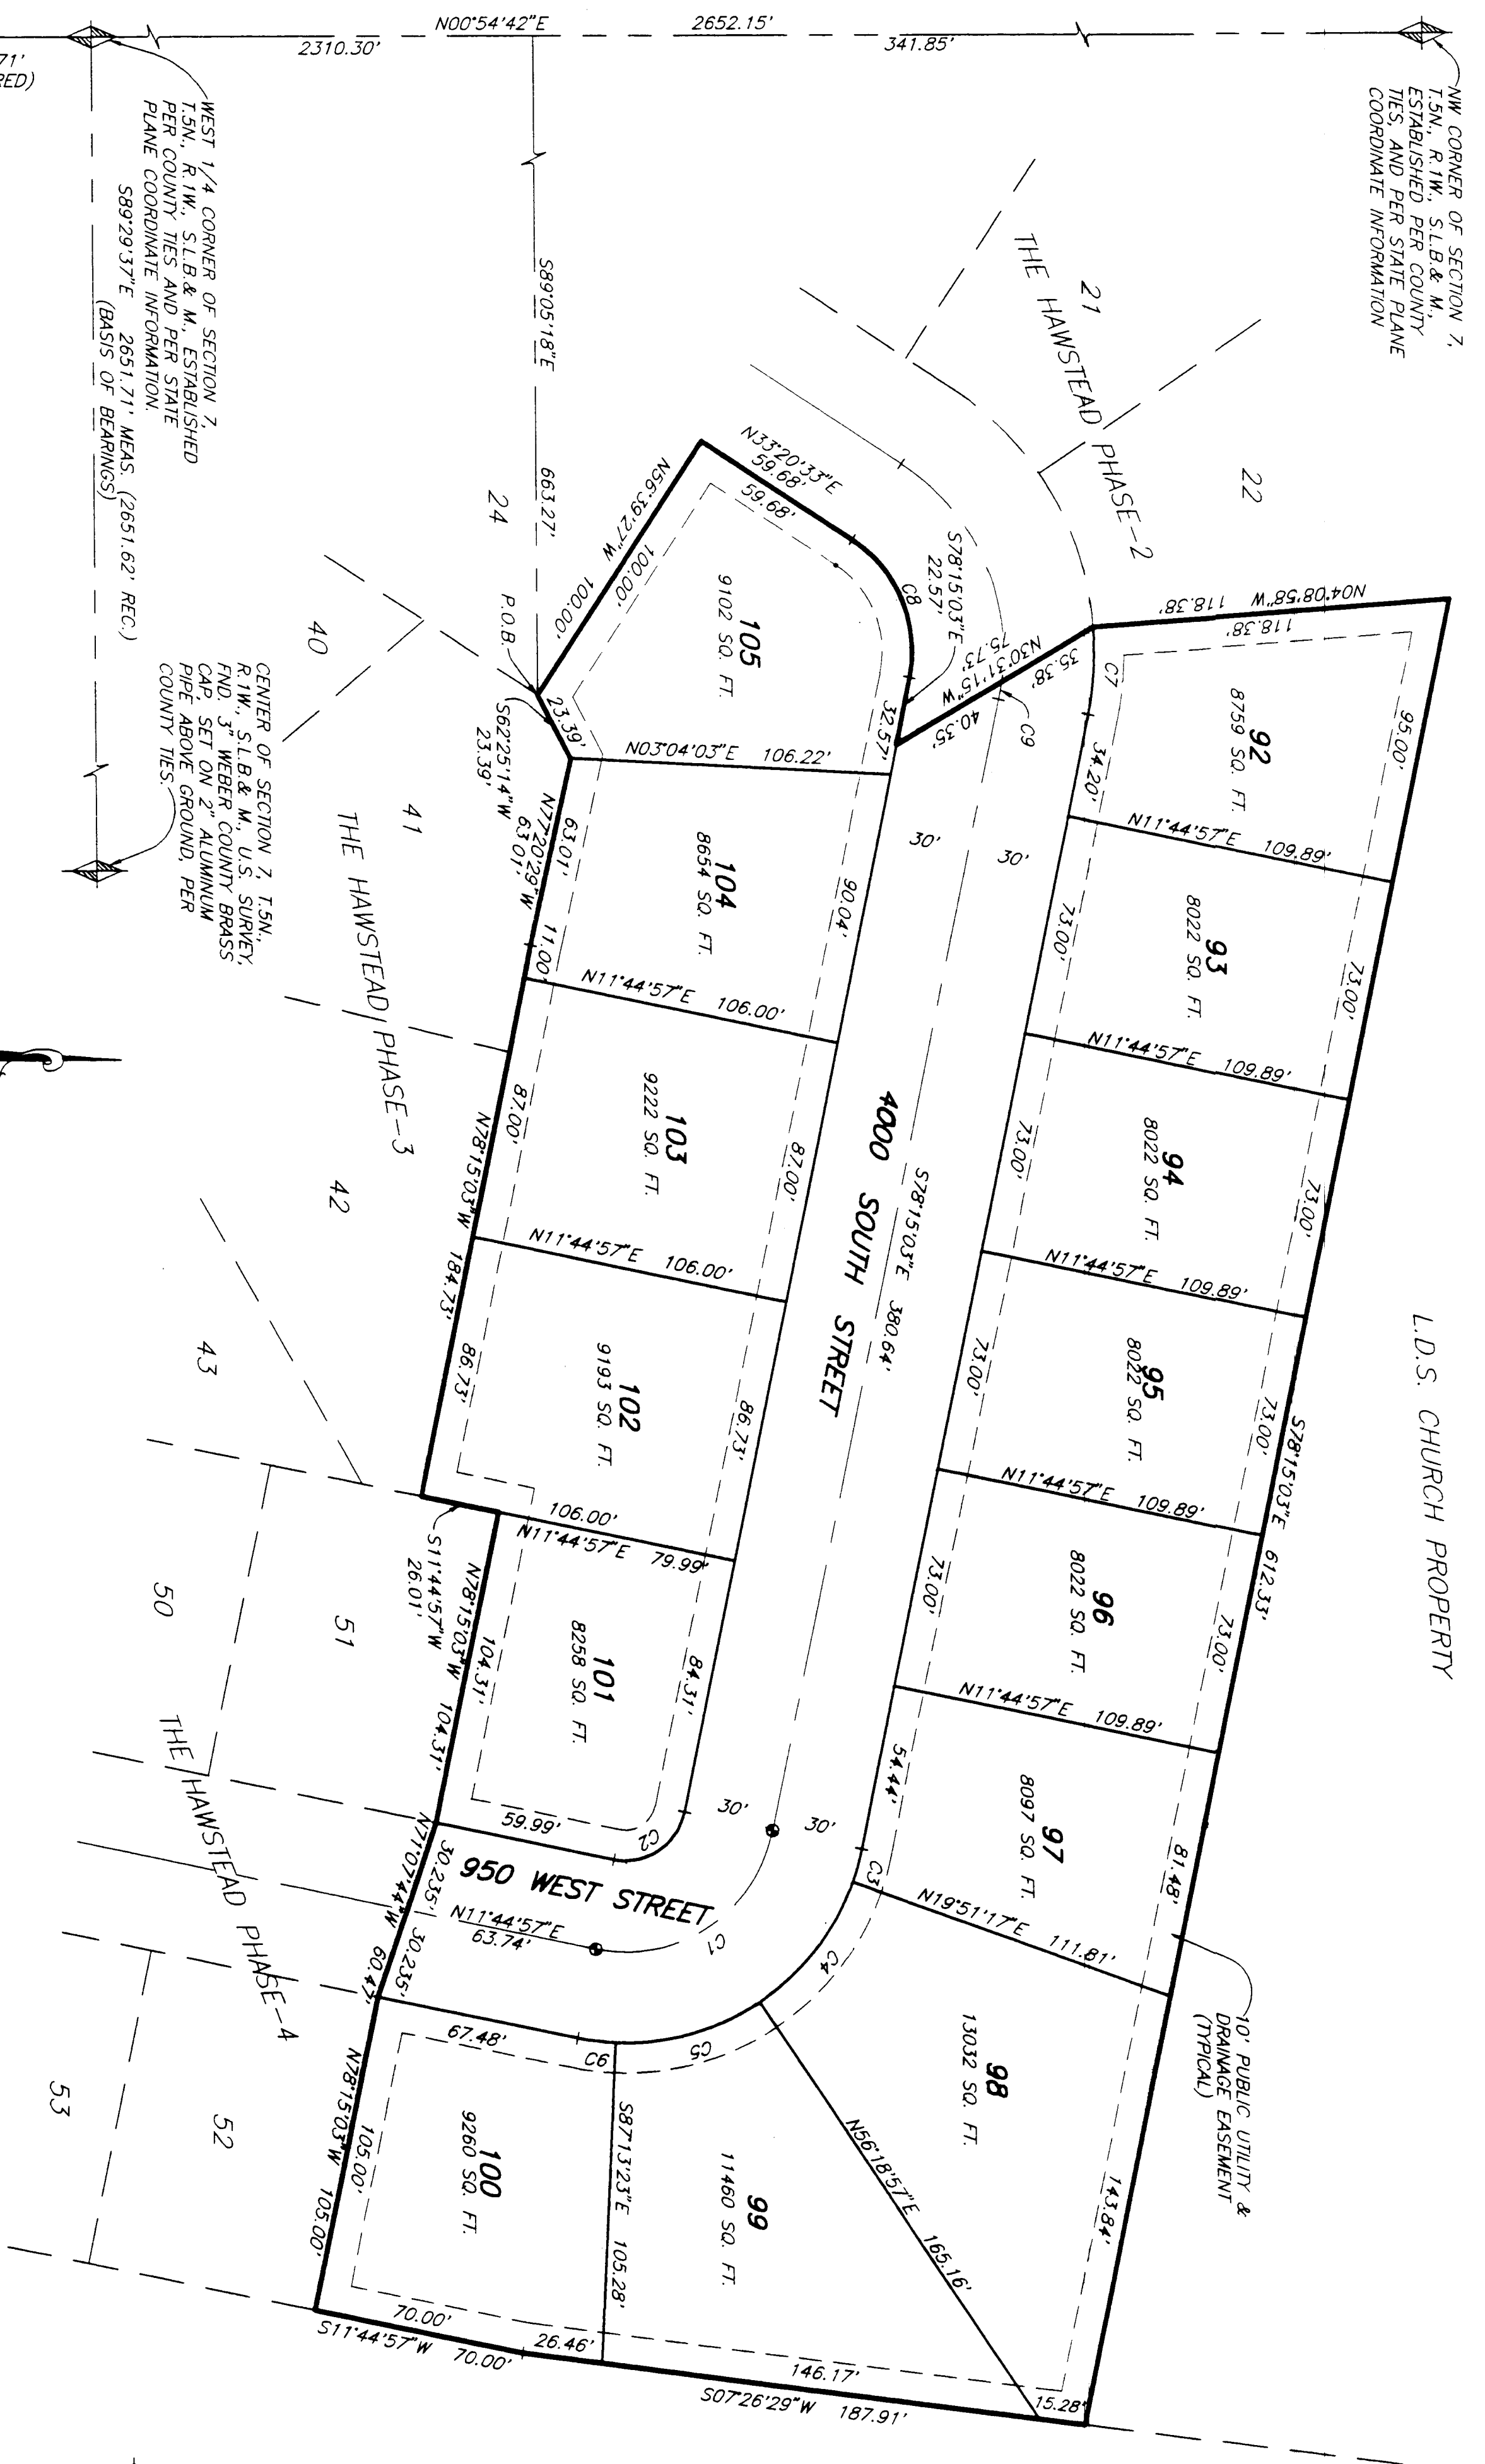 N00°54'42"E
2652.15'
2310.30'
341.85'
71'
RED)
NW CORNER OF SECTION 7,
T.5N., R.1W., S.L.B.& M.,
ESTABLISHED PER COUNTY
TIES, AND PER STATE PLANE
COORDINATE INFORMATION
WEST 1/4 CORNER OF SECTION 7,
T.5N., R.1W., S.L.B.& M., ESTABLISHED
PER COUNTY TIES AND PER STATE
PLANE COORDINATE INFORMATION.
S89°29'37"E 2651.71' MEAS. (2651.62' REC.)
(BASIS OF BEARINGS)
CENTER OF SECTION 7, T.5N.,
R.1W., S.L.B.& M., U.S. SURVEY,
FND. 3" WEBER COUNTY BRASS
CAP, SET ON 2" ALUMINUM
PIPE ABOVE GROUND, PER
COUNTY TIES.
S89°05'18"E 663.27'
P.O.B.
21
THE HAWSTEAD PHASE-2
22
24
40
41
THE HAWSTEAD PHASE-3
42
43
50
51
THE HAWSTEAD PHASE-4
52
53
L.D.S. CHURCH PROPERTY
N33°20'33"E
59.68'
59.68'
N56°39'27"W
100.00'
100.00'
105
9102 SQ. FT.
C8
S78°15'03"E
22.57'
32.57'
N30°31'15"W
75.73'
35.38'
40.35'
C9
C7
N04°08'58"W 118.38'
118.38'
23.39'
S62°25'14"W
23.39'
N03°04'03"E 106.22'
N77°20'29"W
63.01'
63.01'
11.00'
104
8654 SQ. FT.
90.04'
30'
30'
N11°44'57"E 106.00'
103
9222 SQ. FT.
87.00'
87.00'
N78°15'03"W 184.73'
N11°44'57"E 106.00'
102
9193 SQ. FT.
86.73'
86.73'
106.00'
N11°44'57"E 79.99'
S11°44'57"W
26.01'
101
8258 SQ. FT.
84.31'
104.31'
N78°15'03"W 104.31'
59.99'
C2
4000 SOUTH STREET
S78°15'03"E 380.64'
92
8759 SQ. FT.
95.00'
34.20'
N11°44'57"E 109.89'
93
8022 SQ. FT.
73.00'
73.00'
N11°44'57"E 109.89'
94
8022 SQ. FT.
73.00'
73.00'
N11°44'57"E 109.89'
95
8022 SQ. FT.
73.00'
73.00'
S78°15'03"E 612.33'
N11°44'57"E 109.89'
96
8022 SQ. FT.
73.00'
73.00'
N11°44'57"E 109.89'
97
8097 SQ. FT.
54.44'
81.48'
C3
N19°51'17"E 111.81'
30'
30'
10' PUBLIC UTILITY &
DRAINAGE EASEMENT
(TYPICAL)
950 WEST STREET
N11°44'57"E
63.74'
C1
C4
N71°07'44"W 60.47'
30.235'
30.235'
98
13032 SQ. FT.
143.84'
N56°18'57"E 165.16'
C5
99
11460 SQ. FT.
S87°13'23"E 105.28'
C6
67.48'
100
9260 SQ. FT.
105.00'
N78°15'03"W 105.00'
70.00'
S11°44'57"W 70.00'
26.46'
146.17'
15.28'
S07°26'29"W 187.91'